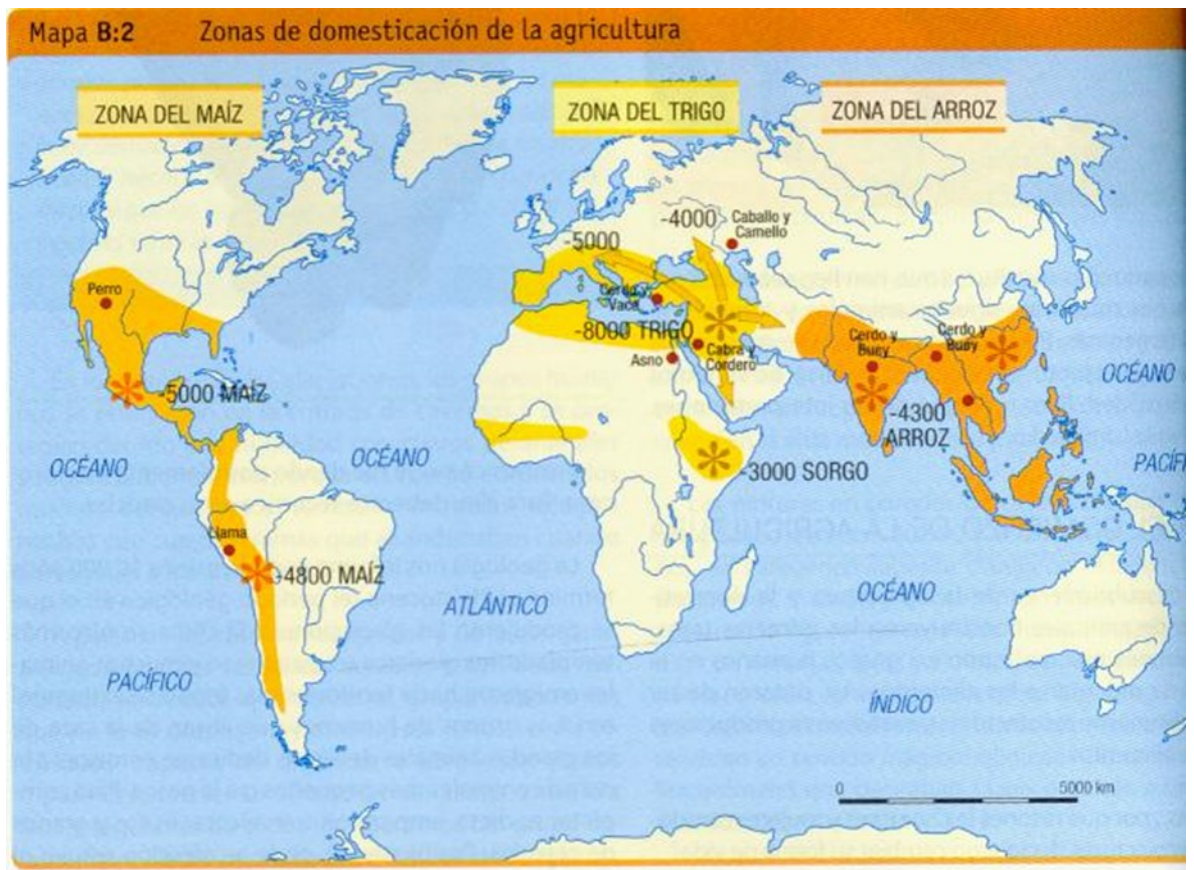 Mapa B:2 Zonas de domesticación de la agricultura
ZONA DEL MAÍZ
ZONA DEL TRIGO
ZONA DEL ARROZ
-4000
Caballo y
Camello
-5000
Perro
Cerdo y
Vaca
-8000 TRIGO
Asno
Cabra y
Cordero
Cerdo y
Buey
Cerdo y
Buey
OCÉANO
-5000 MAÍZ
-4300
ARROZ
OCÉANO
OCÉANO
-3000 SORGO
PACÍF
Llama
-4800 MAÍZ
ATLÁNTICO
OCÉANO
PACÍFICO
ÍNDICO
0 5000 km